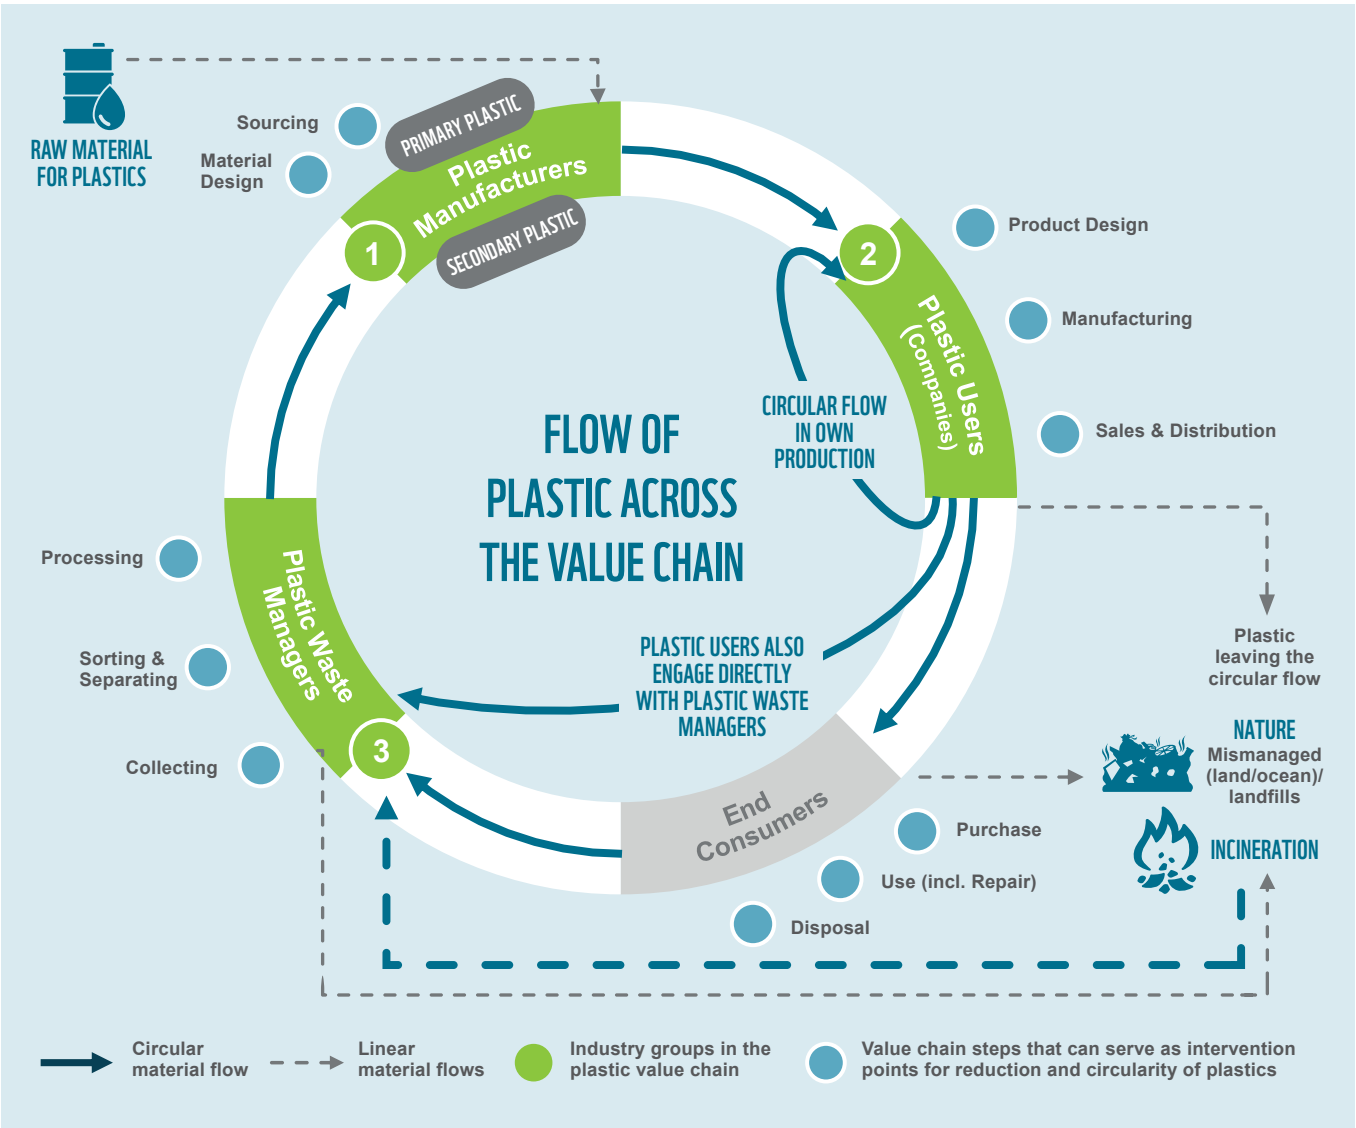 RAW MATERIAL
FOR PLASTICS
Sourcing
Material
Design
PRIMARY PLASTIC
Plastic
Manufacturers
SECONDARY PLASTIC
1
2
Product Design
Manufacturing
Sales & Distribution
Plastic Users
(Companies)
CIRCULAR FLOW
IN OWN
PRODUCTION
FLOW OF
PLASTIC ACROSS
THE VALUE CHAIN
PLASTIC USERS ALSO
ENGAGE DIRECTLY
WITH PLASTIC WASTE
MANAGERS
Processing
Sorting &
Separating
Collecting
Plastic Waste
Managers
3
End
Consumers
Purchase
Use (incl. Repair)
Disposal
Plastic
leaving the
circular flow
NATURE
Mismanaged
(land/ocean)/
landfills
INCINERATION
Circular
material flow
Linear
material flows
Industry groups in the
plastic value chain
Value chain steps that can serve as intervention
points for reduction and circularity of plastics